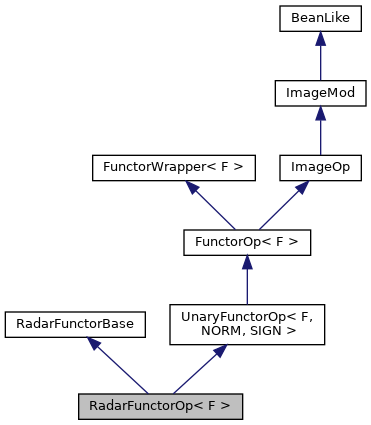 BeanLike
ImageMod
FunctorWrapper< F >
ImageOp
FunctorOp< F >
RadarFunctorBase
UnaryFunctorOp< F,
NORM, SIGN >
RadarFunctorOp< F >